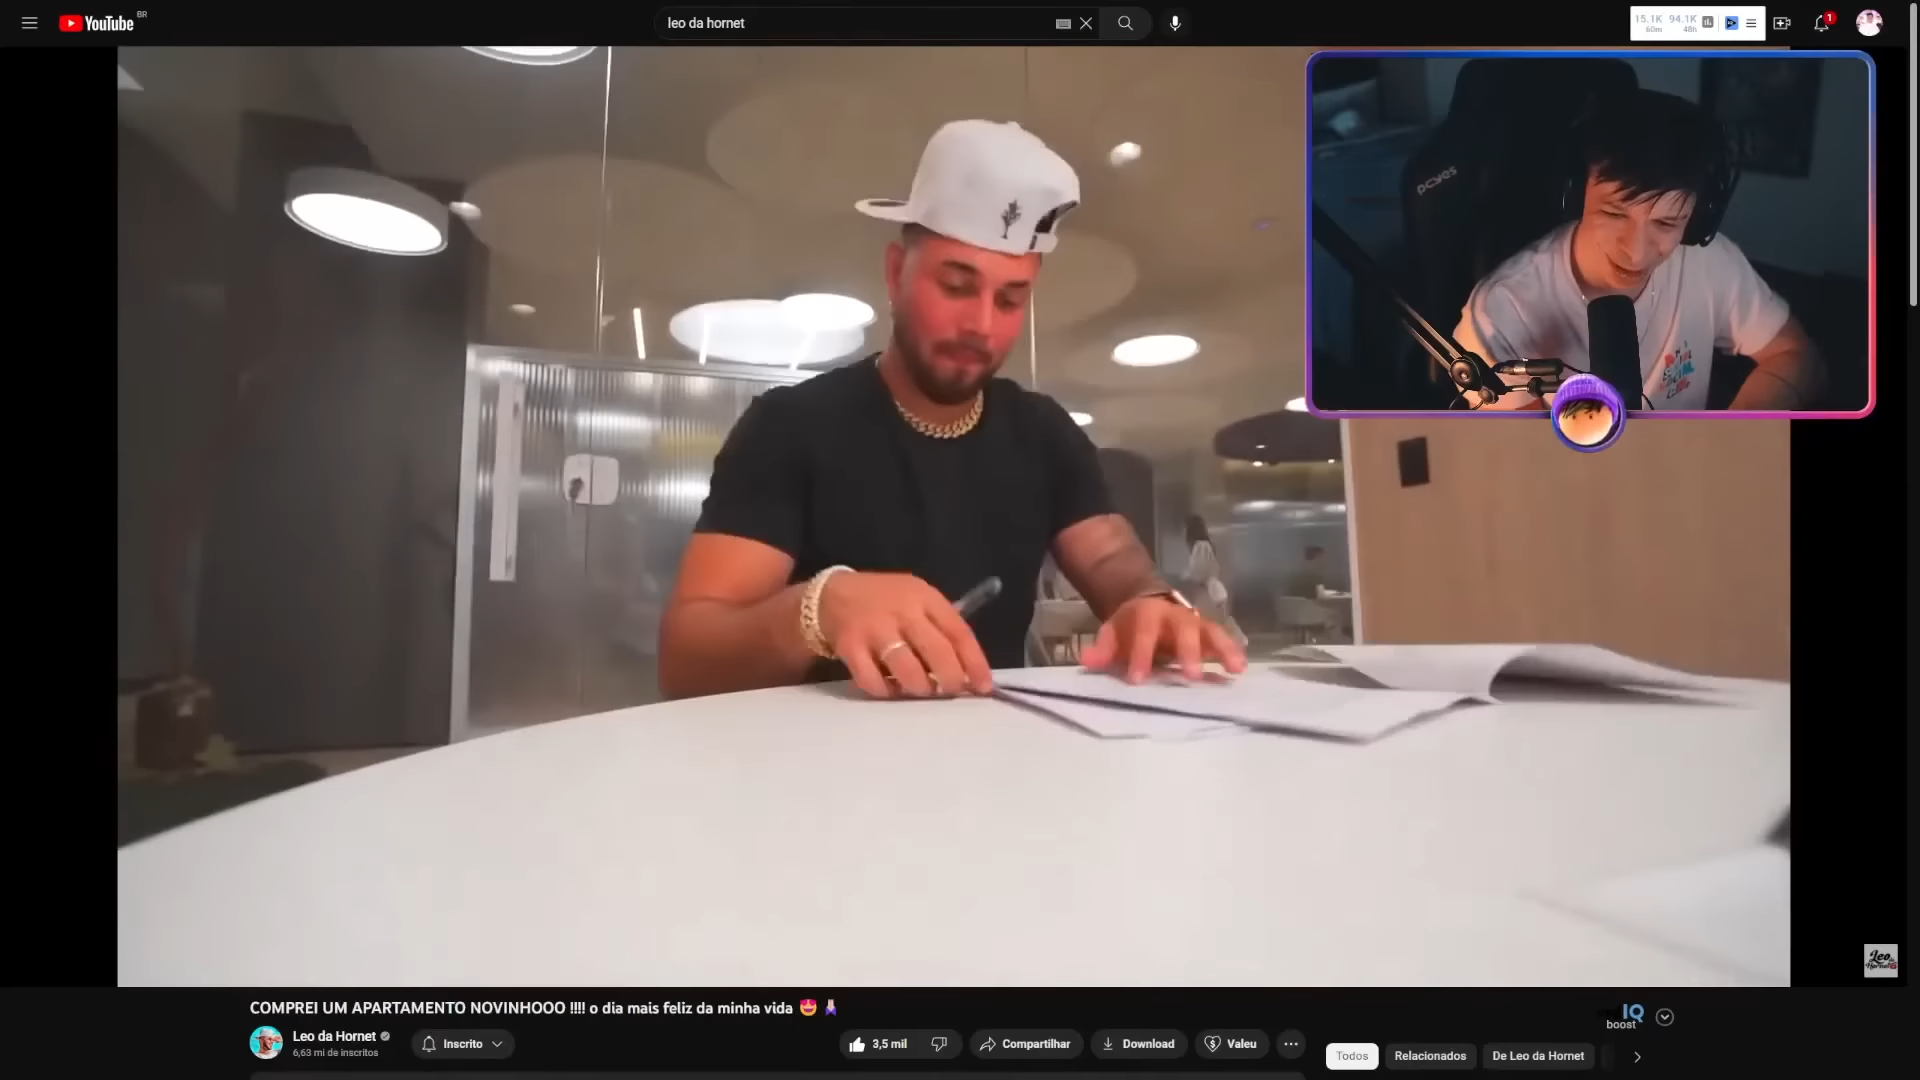 YouTube BR
leo da hornet
15.1K 94.1K
60m 48h
1
pcyes
Leo
COMPREI UM APARTAMENTO NOVINHOOO !!!! o dia mais feliz da minha vida 😍 🙏
Leo da Hornet
6,63 mi de inscritos
Inscrito
3,5 mil
Compartilhar
Download
Valeu
IQ
boost
Todos
Relacionados
De Leo da Hornet